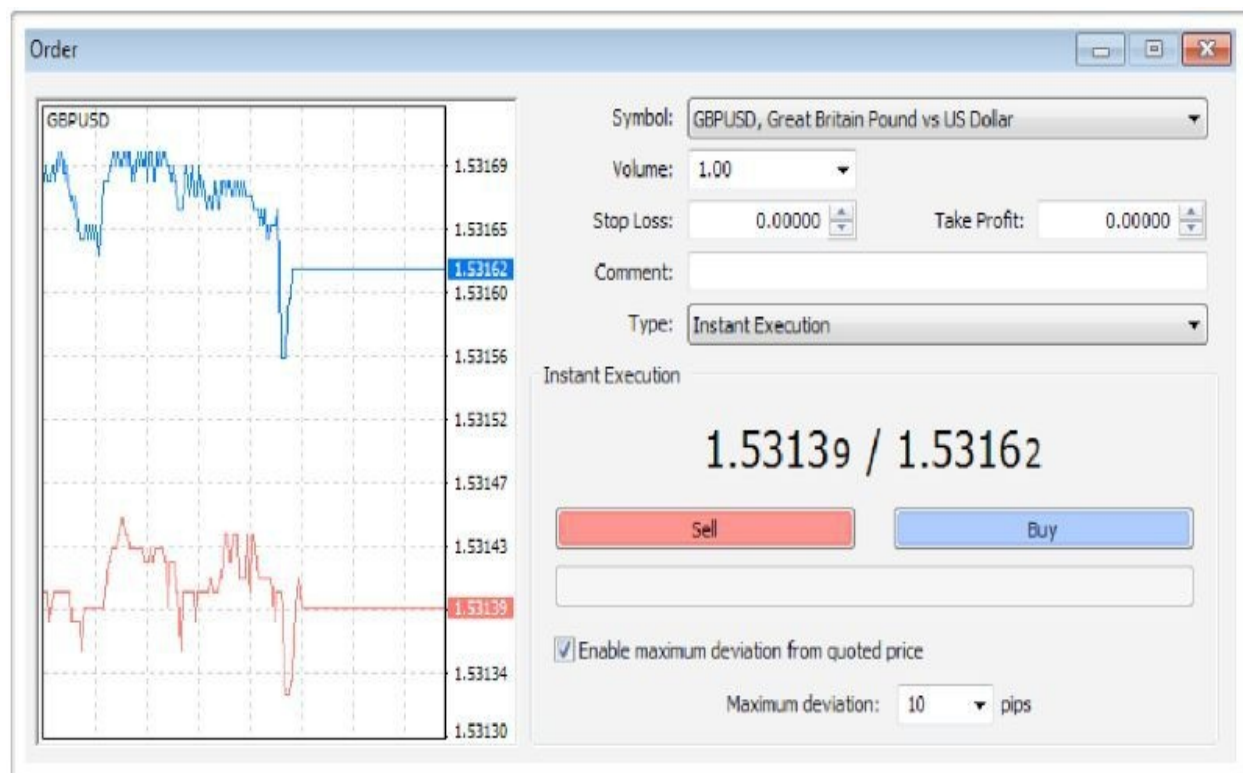 Order
GBPUSD
1.53169
1.53165
1.53162
1.53160
1.53156
1.53152
1.53147
1.53143
1.53139
1.53134
1.53130
Symbol: GBPUSD, Great Britain Pound vs US Dollar
Volume: 1.00
Stop Loss: 0.00000 Take Profit: 0.00000
Comment:
Type: Instant Execution
Instant Execution
1.53139 / 1.53162
Sell Buy
Enable maximum deviation from quoted price
Maximum deviation: 10 pips